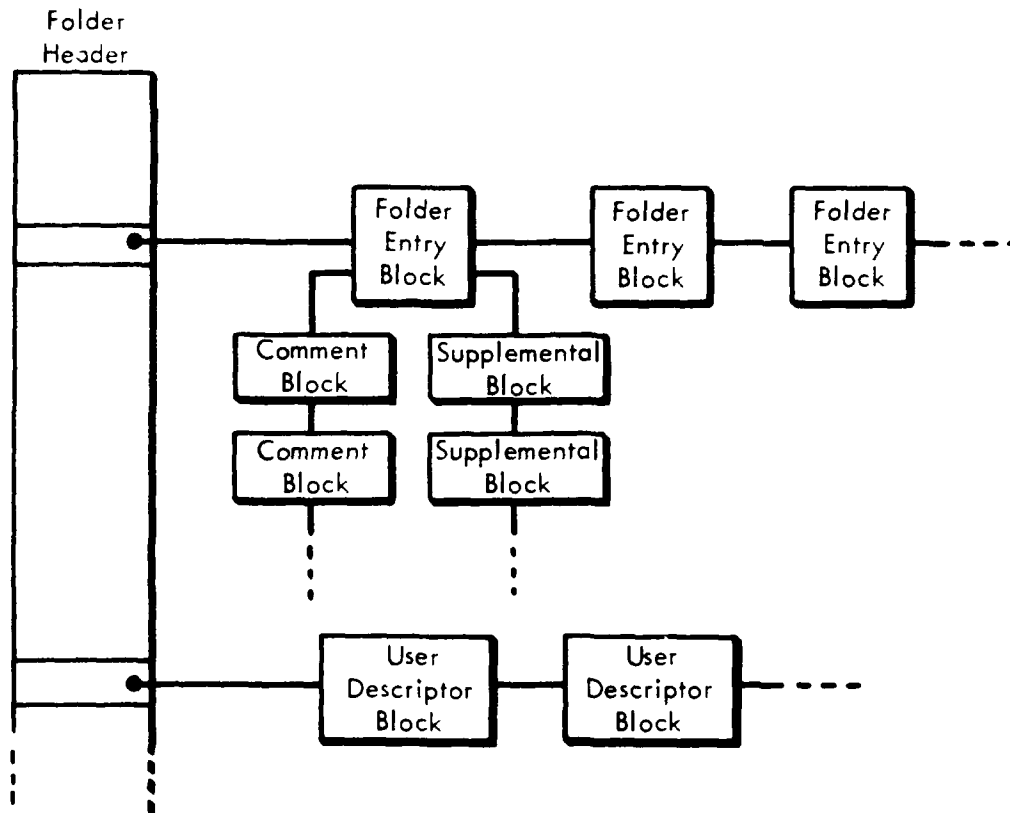 Folder
Header
Folder
Entry
Block
Folder
Entry
Block
Folder
Entry
Block
Comment
Block
Supplemental
Block
Comment
Block
Supplemental
Block
User
Descriptor
Block
User
Descriptor
Block